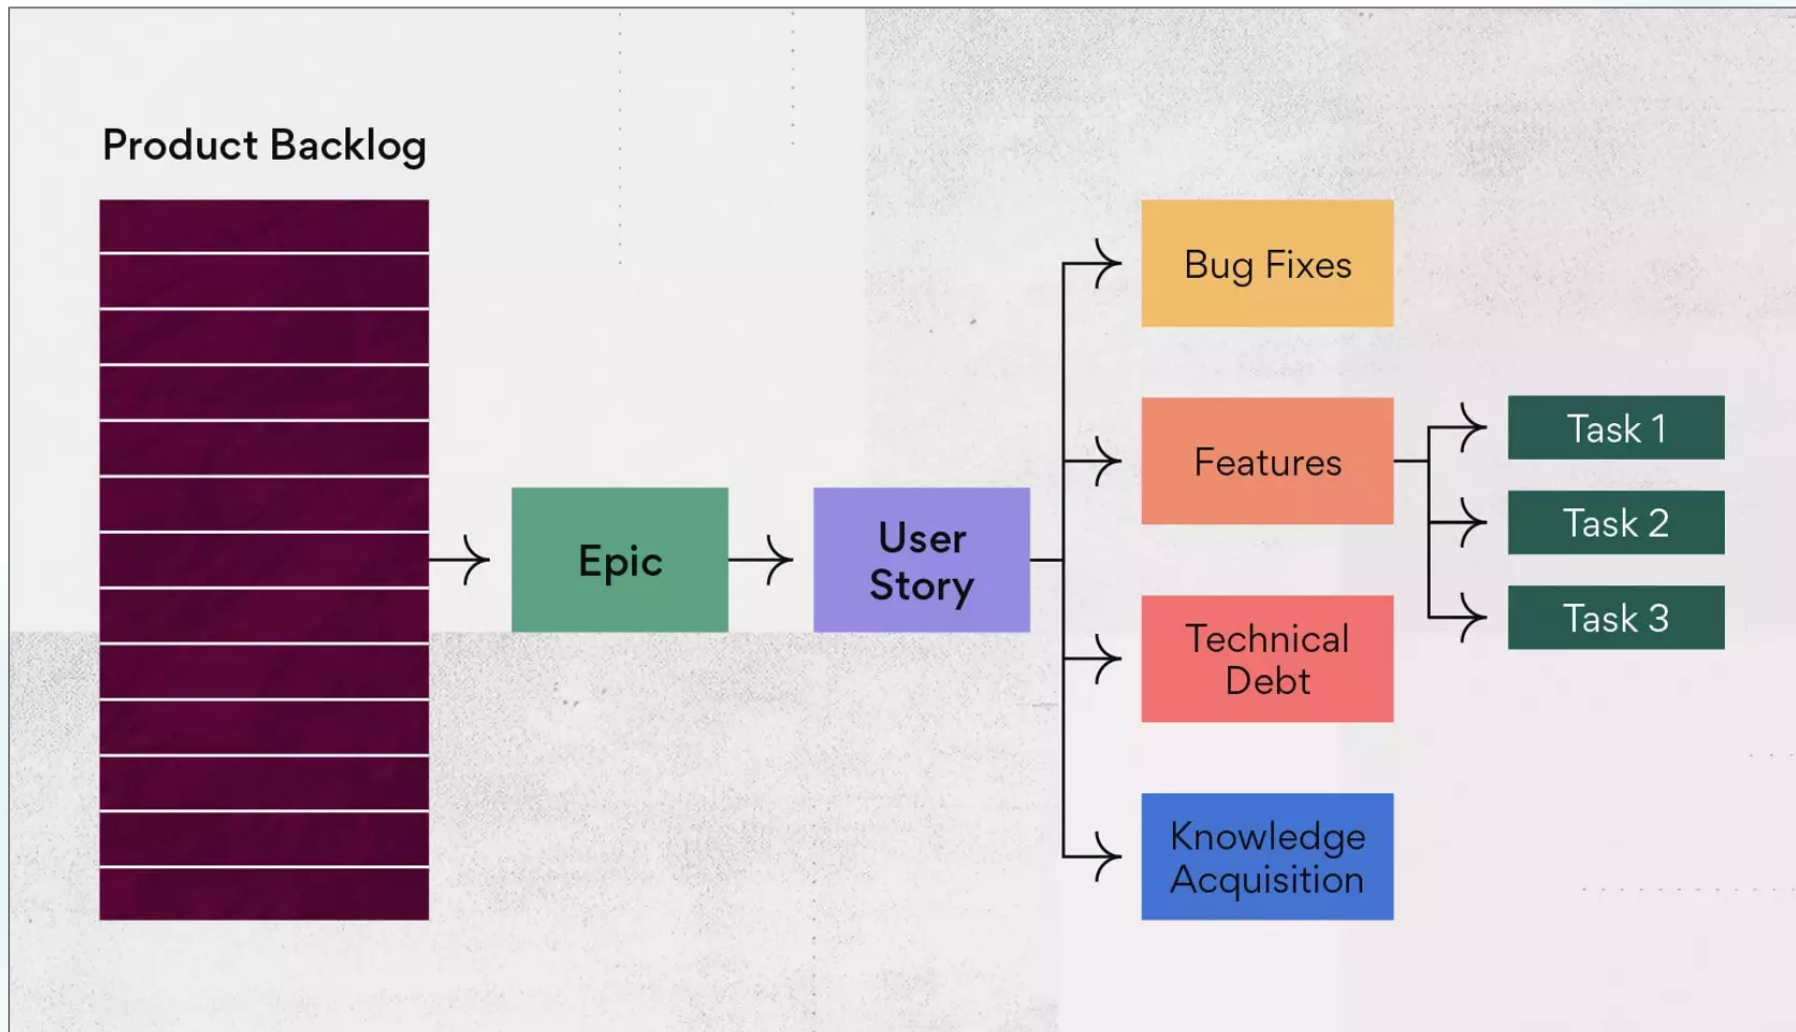 Product Backlog
Epic
User
Story
Bug Fixes
Features
Technical
Debt
Knowledge
Acquisition
Task 1
Task 2
Task 3